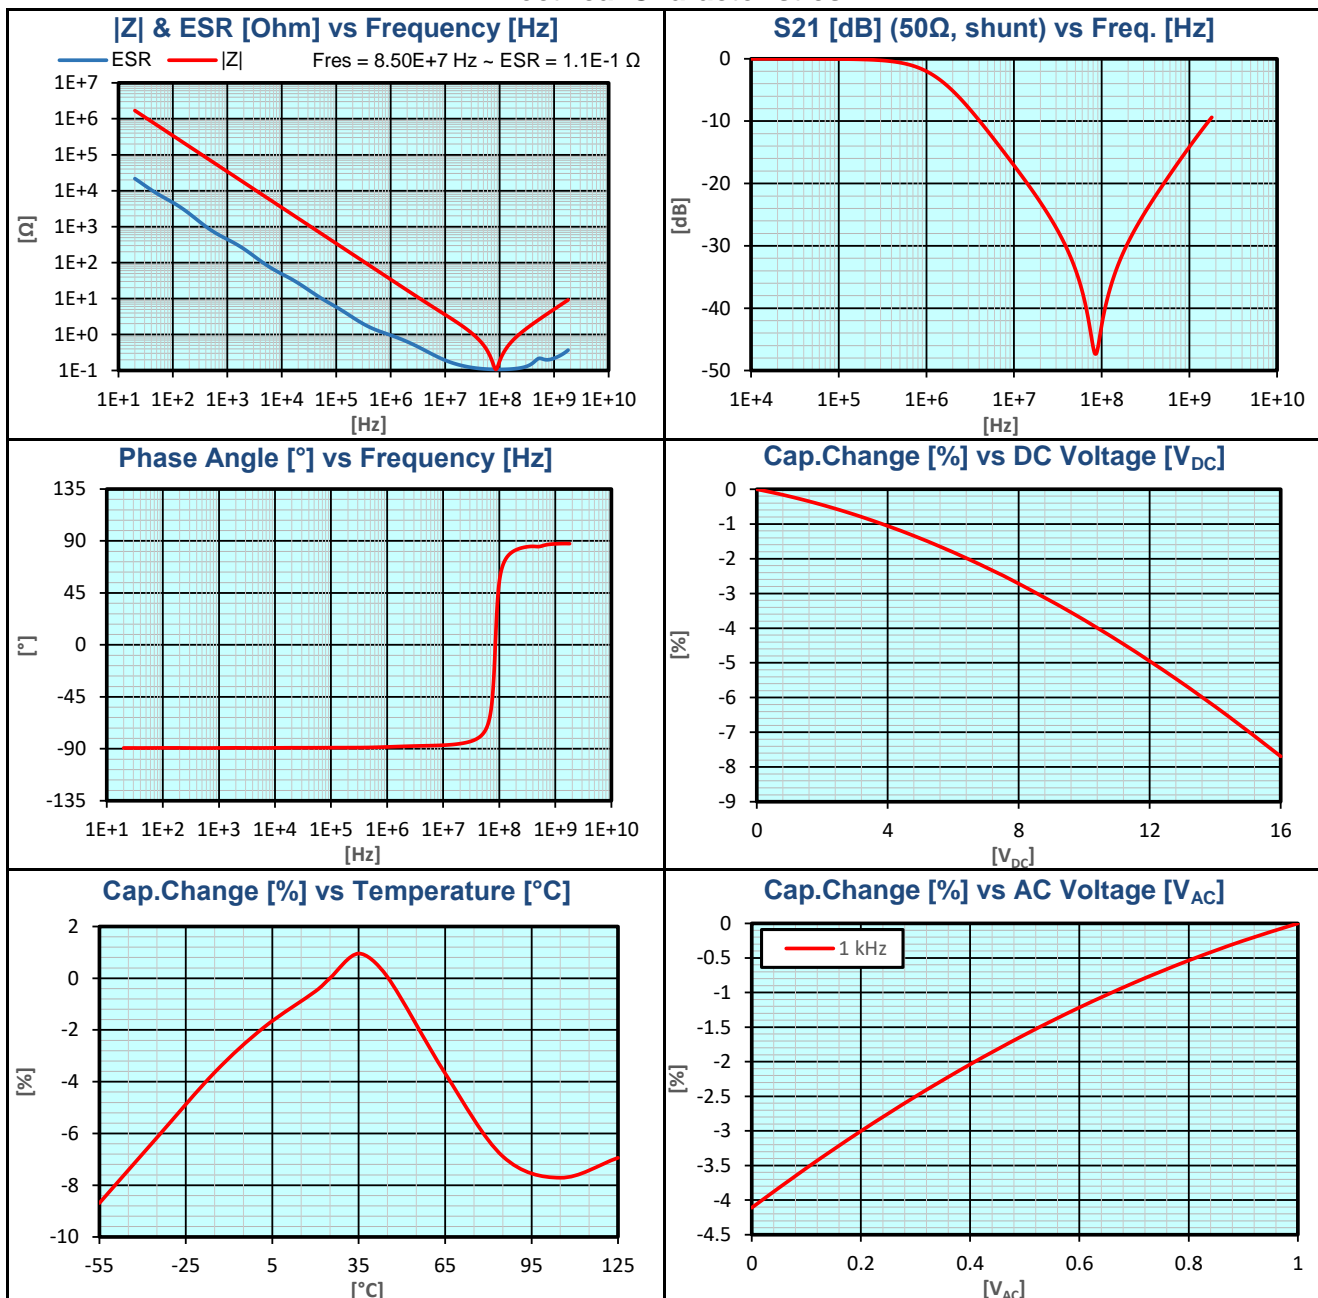 |Z| & ESR [Ohm] vs Frequency [Hz]
ESR |Z| Fres = 8.50E+7 Hz ~ ESR = 1.1E-1 Ω
1E+7
1E+6
1E+5
1E+4
1E+3
1E+2
1E+1
1E+0
1E-1
[Ω]
1E+1 1E+2 1E+3 1E+4 1E+5 1E+6 1E+7 1E+8 1E+9 1E+10
[Hz]
S21 [dB] (50Ω, shunt) vs Freq. [Hz]
0
-10
-20
-30
-40
-50
[dB]
1E+4 1E+5 1E+6 1E+7 1E+8 1E+9 1E+10
[Hz]
Phase Angle [°] vs Frequency [Hz]
135
90
45
0
-45
-90
-135
[°]
1E+1 1E+2 1E+3 1E+4 1E+5 1E+6 1E+7 1E+8 1E+9 1E+10
[Hz]
Cap.Change [%] vs DC Voltage [VDC]
0
-1
-2
-3
-4
-5
-6
-7
-8
-9
[%]
0 4 8 12 16
[VDC]
Cap.Change [%] vs Temperature [°C]
2
0
-2
-4
-6
-8
-10
[%]
-55 -25 5 35 65 95 125
[°C]
Cap.Change [%] vs AC Voltage [VAC]
1 kHz
0
-0.5
-1
-1.5
-2
-2.5
-3
-3.5
-4
-4.5
[%]
0 0.2 0.4 0.6 0.8 1
[VAC]